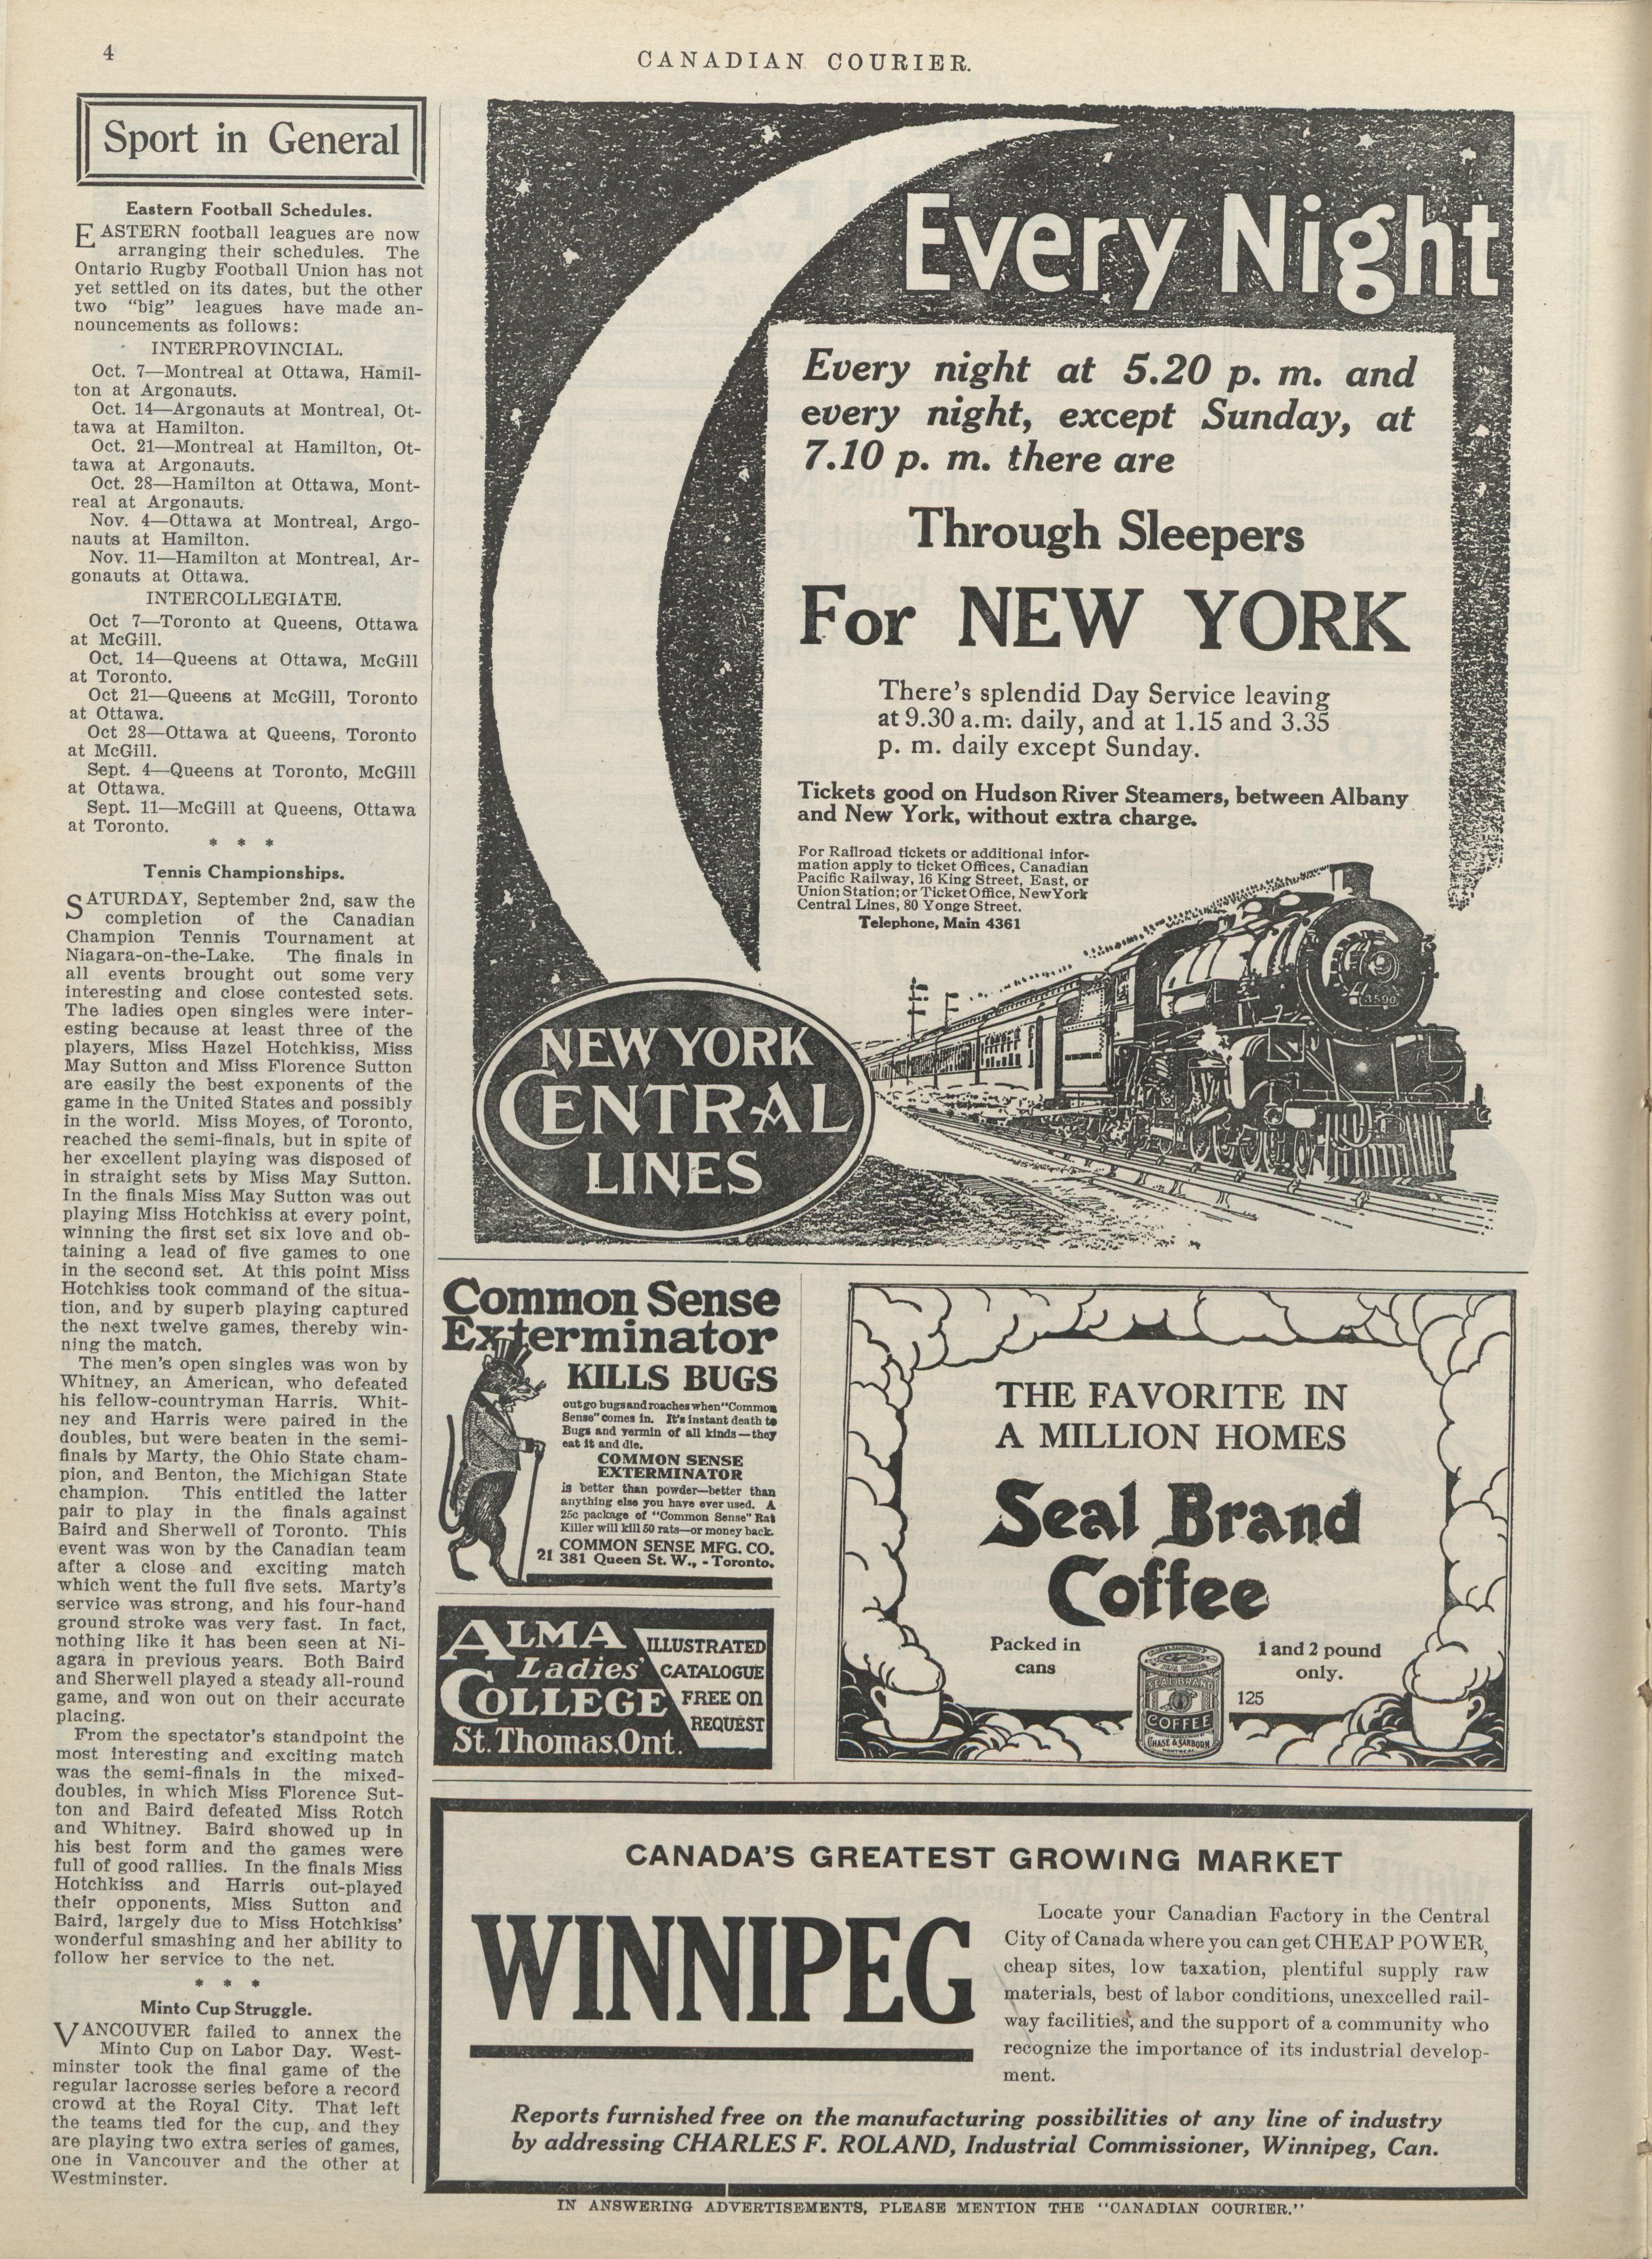 4
CANADIAN COURIER.
Sport in General
Eastern Football Schedules.
EASTERN football leagues are now
arranging their schedules. The
Ontario Rugby Football Union has not
yet settled on its dates, but the other
two "big" leagues have made an-
nouncements as follows:
INTERPROVINCIAL.
Oct. 7—Montreal at Ottawa, Hamil-
ton at Argonauts.
Oct. 14—Argonauts at Montreal, Ot-
tawa at Hamilton.
Oct. 21—Montreal at Hamilton, Ot-
tawa at Argonauts.
Oct. 28—Hamilton at Ottawa, Mont-
real at Argonauts.
Nov. 4—Ottawa at Montreal, Argo-
nauts at Hamilton.
Nov. 11—Hamilton at Montreal, Ar-
gonauts at Ottawa.
INTERCOLLEGIATE.
Oct 7—Toronto at Queens, Ottawa
at McGill.
Oct. 14—Queens at Ottawa, McGill
at Toronto.
Oct 21—Queens at McGill, Toronto
at Ottawa.
Oct 28—Ottawa at Queens, Toronto
at McGill.
Sept. 4—Queens at Toronto, McGill
at Ottawa.
Sept. 11—McGill at Queens, Ottawa
at Toronto.
* * *
Tennis Championships.
SATURDAY, September 2nd, saw the
completion of the Canadian
Champion Tennis Tournament at
Niagara-on-the-Lake. The finals in
all events brought out some very
interesting and close contested sets.
The ladies open singles were inter-
esting because at least three of the
players, Miss Hazel Hotchkiss, Miss
May Sutton and Miss Florence Sutton
are easily the best exponents of the
game in the United States and possibly
in the world. Miss Moyes, of Toronto,
reached the semi-finals, but in spite of
her excellent playing was disposed of
in straight sets by Miss May Sutton.
In the finals Miss May Sutton was out
playing Miss Hotchkiss at every point,
winning the first set six love and ob-
taining a lead of five games to one
in the second set. At this point Miss
Hotchkiss took command of the situa-
tion, and by superb playing captured
the next twelve games, thereby win-
ning the match.
The men's open singles was won by
Whitney, an American, who defeated
his fellow-countryman Harris. Whit-
ney and Harris were paired in the
doubles, but were beaten in the semi-
finals by Marty, the Ohio State cham-
pion, and Benton, the Michigan State
champion. This entitled the latter
pair to play in the finals against
Baird and Sherwell of Toronto. This
event was won by the Canadian team
after a close and exciting match
which went the full five sets. Marty's
service was strong, and his four-hand
ground stroke was very fast. In fact,
nothing like it has been seen at Ni-
agara in previous years. Both Baird
and Sherwell played a steady all-round
game, and won out on their accurate
placing.
From the spectator's standpoint the
most interesting and exciting match
was the semi-finals in the mixed-
doubles, in which Miss Florence Sut-
ton and Baird defeated Miss Rotch
and Whitney. Baird showed up in
his best form and the games were
full of good rallies. In the finals Miss
Hotchkiss and Harris out-played
their opponents, Miss Sutton and
Baird, largely due to Miss Hotchkiss'
wonderful smashing and her ability to
follow her service to the net.
* * *
Minto Cup Struggle.
VANCOUVER failed to annex the
Minto Cup on Labor Day. West-
minster took the final game of the
regular lacrosse series before a record
crowd at the Royal City. That left
the teams tied for the cup, and they
are playing two extra series of games,
one in Vancouver and the other at
Westminster.
Every Night
Every night at 5.20 p. m. and
every night, except Sunday, at
7.10 p. m. there are
Through Sleepers
For NEW YORK
There's splendid Day Service leaving
at 9.30 a.m. daily, and at 1.15 and 3.35
p. m. daily except Sunday.
Tickets good on Hudson River Steamers, between Albany
and New York, without extra charge.
For Railroad tickets or additional infor-
mation apply to ticket Offices, Canadian
Pacific Railway, 16 King Street, East, or
Union Station; or Ticket Office, New York
Central Lines, 80 Yonge Street.
Telephone, Main 4361
3590
NEW YORK
CENTRAL
LINES
Common Sense
Exterminator
KILLS BUGS
out go bugs and roaches when "Common
Sense" comes in. It's instant death to
Bugs and vermin of all kinds—they
eat it and die.
COMMON SENSE
EXTERMINATOR
is better than powder—better than
anything else you have ever used. A
25c package of "Common Sense" Rat
Killer will kill 50 rats—or money back.
COMMON SENSE MFG. CO.
21 381 Queen St. W., - Toronto.
ALMA
Ladies'
COLLEGE
St. Thomas, Ont.
ILLUSTRATED
CATALOGUE
FREE ON
REQUEST
THE FAVORITE IN
A MILLION HOMES
Seal Brand
Coffee
Packed in
cans
1 and 2 pound
only.
125
SEAL BRAND
COFFEE
CHASE & SANBORN
MONTREAL
CANADA'S GREATEST GROWING MARKET
WINNIPEG
Locate your Canadian Factory in the Central
City of Canada where you can get CHEAP POWER,
cheap sites, low taxation, plentiful supply raw
materials, best of labor conditions, unexcelled rail-
way facilities, and the support of a community who
recognize the importance of its industrial develop-
ment.
Reports furnished free on the manufacturing possibilities of any line of industry
by addressing CHARLES F. ROLAND, Industrial Commissioner, Winnipeg, Can.
IN ANSWERING ADVERTISEMENTS, PLEASE MENTION THE "CANADIAN COURIER."